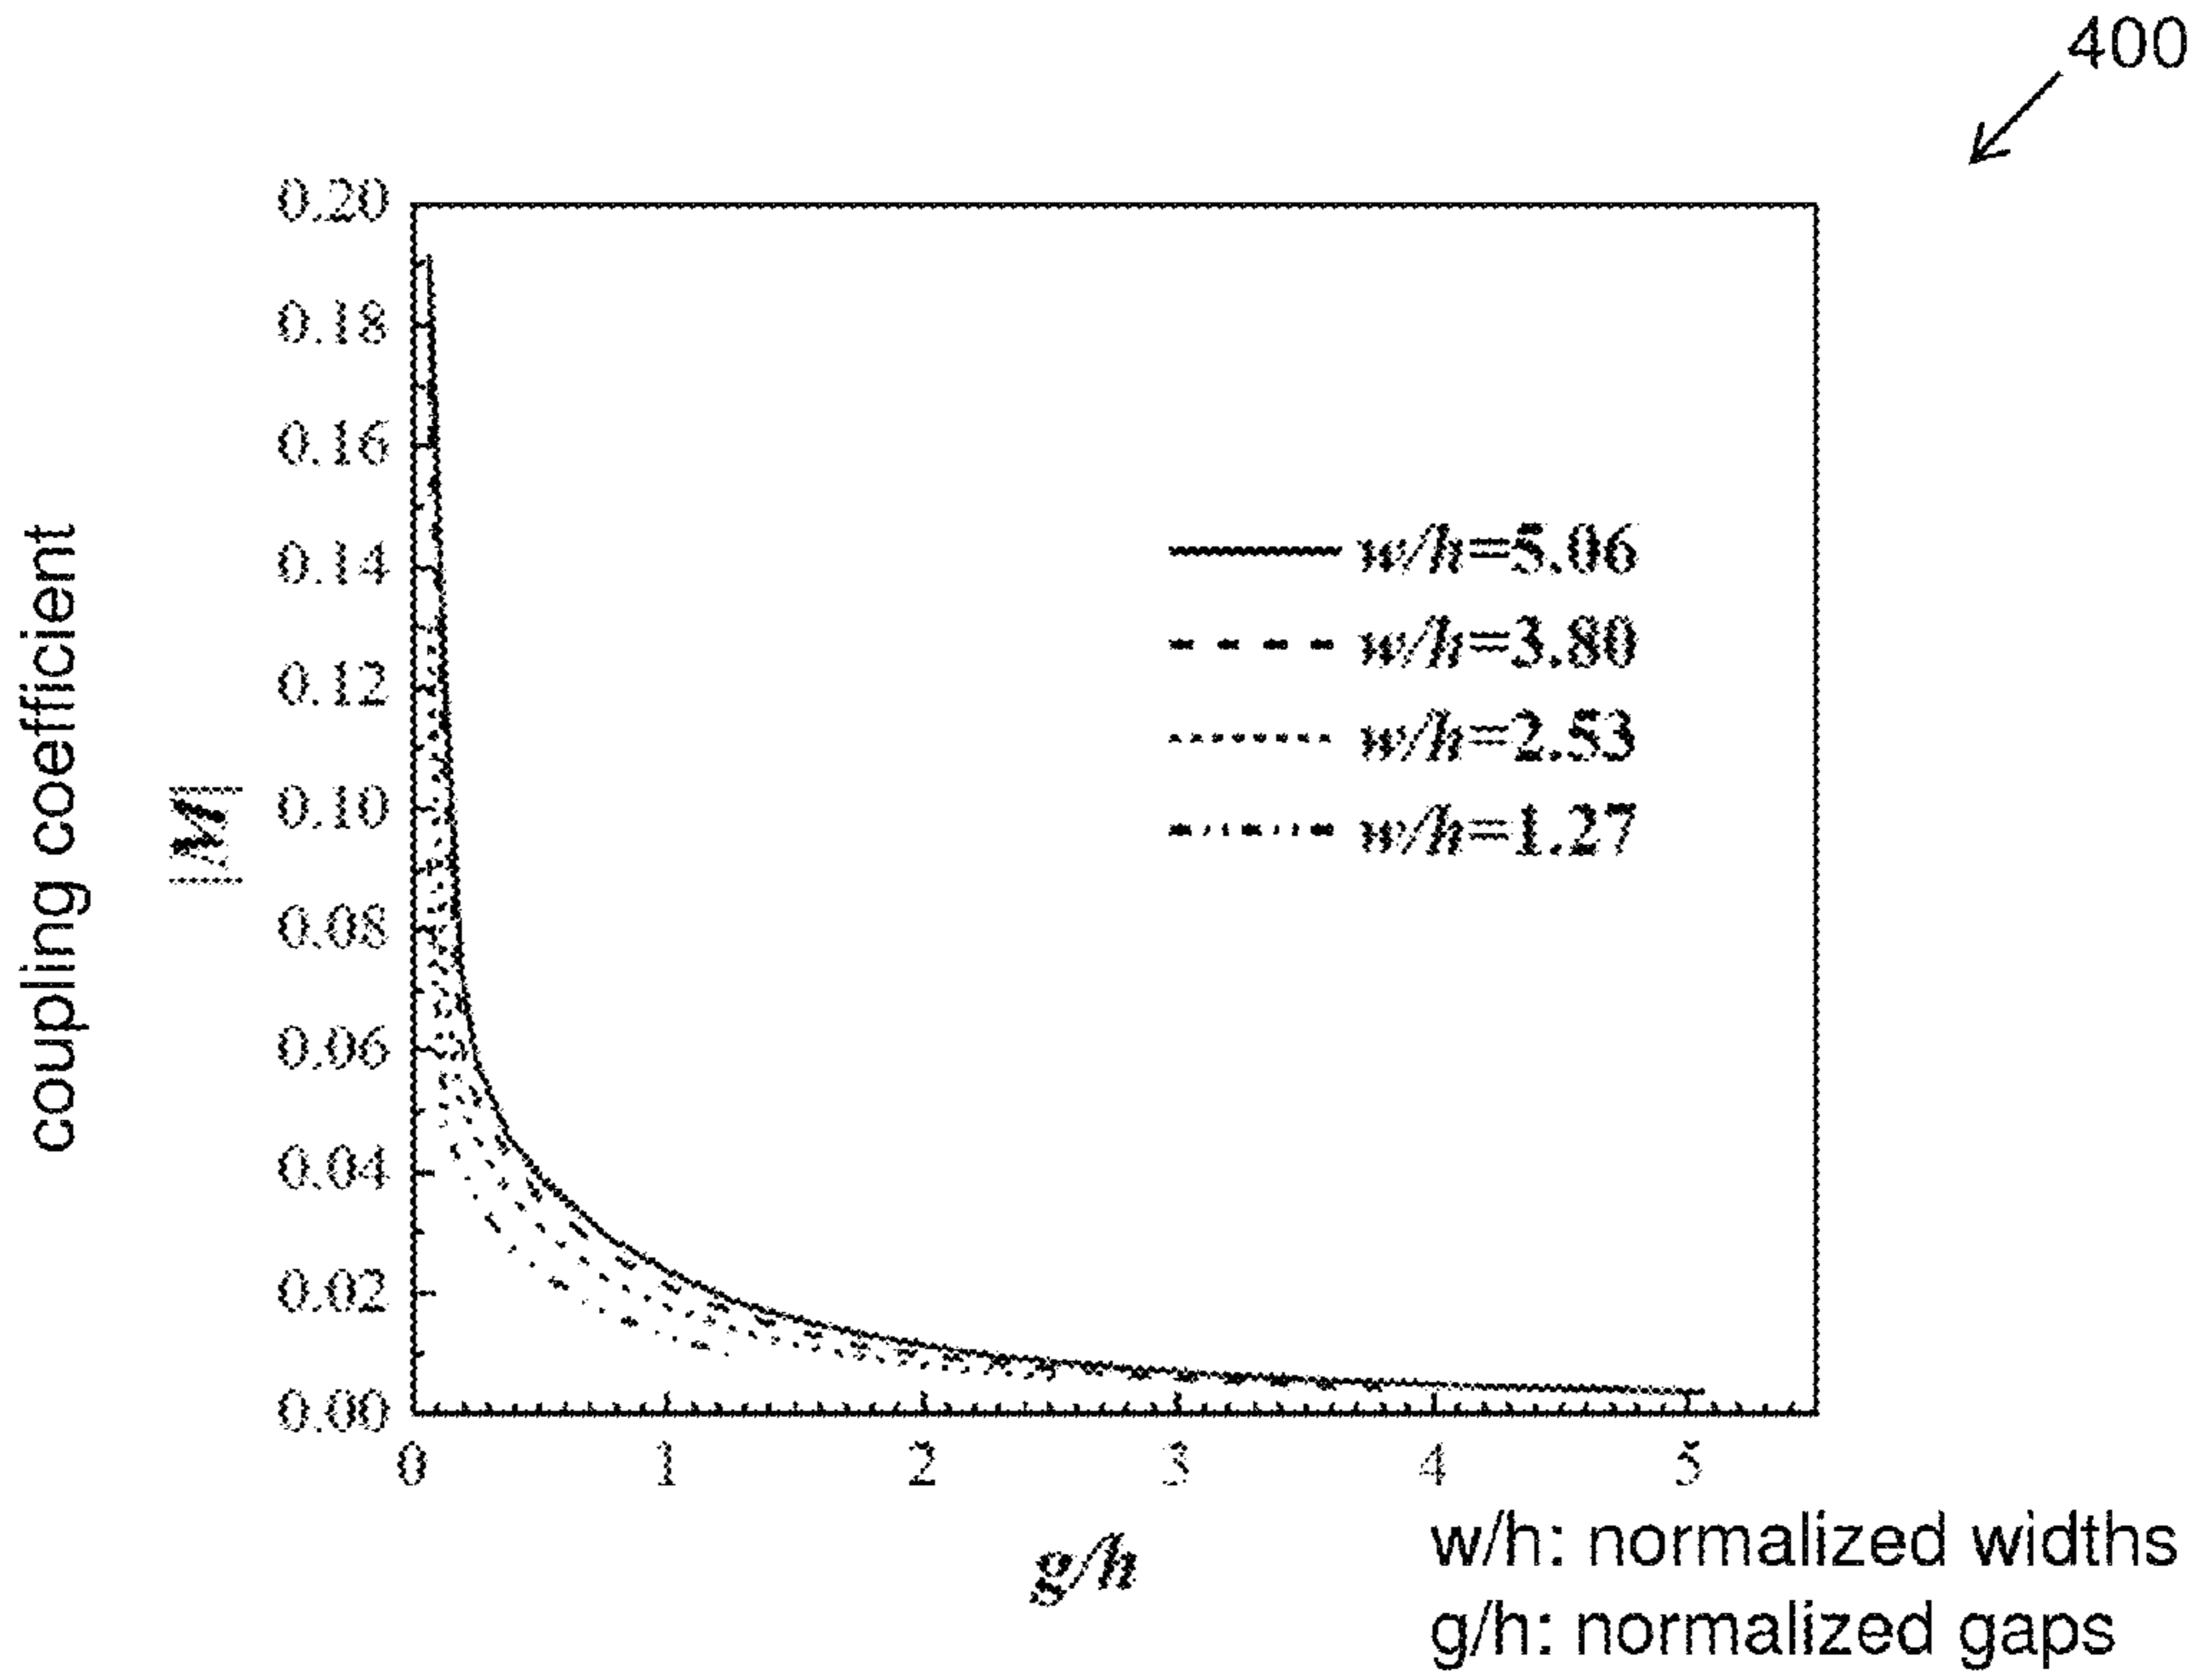 400
0.20
0.18
0.16
0.14
0.12
0.10
0.08
0.06
0.04
0.02
0.00
coupling coefficient
|M|
w/h=5.06
w/h=3.80
w/h=2.53
w/h=1.27
0 1 2 3 4 5
g/h
w/h: normalized widths
g/h: normalized gaps